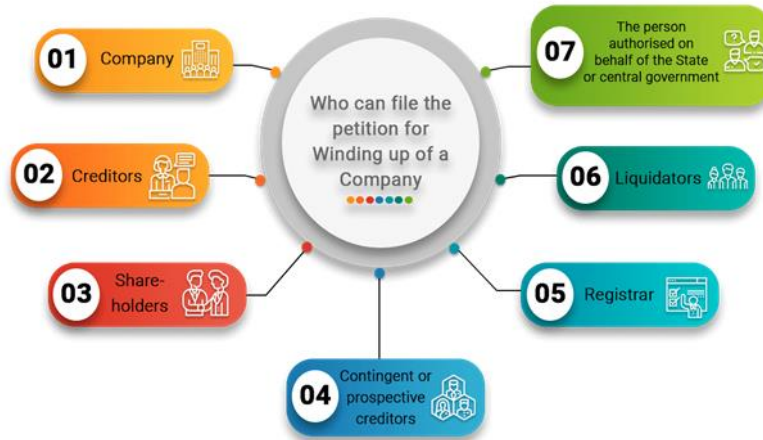 Who can file the
petition for
Winding up of a
Company
01
Company
02
Creditors
03
Share-
holders
04
Contingent or
prospective
creditors
05
Registrar
06
Liquidators
07
The person
authorised on
behalf of the State
or central government